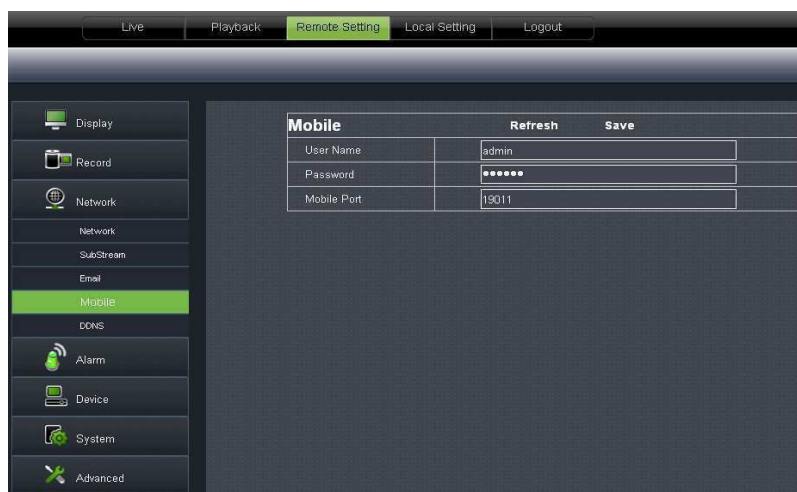 Live Playback Remote Setting Local Setting Logout
Display
Record
Network
Network
SubStream
Email
Mobile
DDNS
Alarm
Device
System
Advanced
Mobile Refresh Save
User Name admin
Password ••••••
Mobile Port 19011